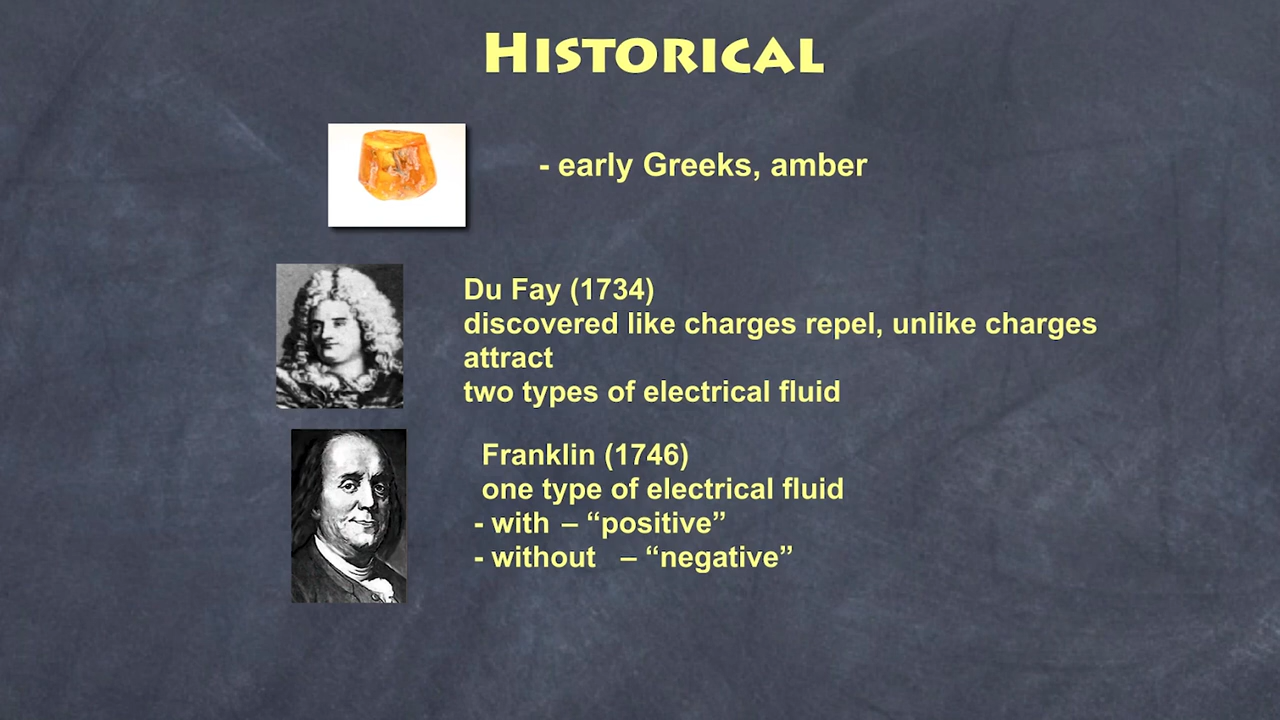 HISTORICAL
- early Greeks, amber
Du Fay (1734)
discovered like charges repel, unlike charges
attract
two types of electrical fluid
Franklin (1746)
one type of electrical fluid
- with – “positive”
- without – “negative”